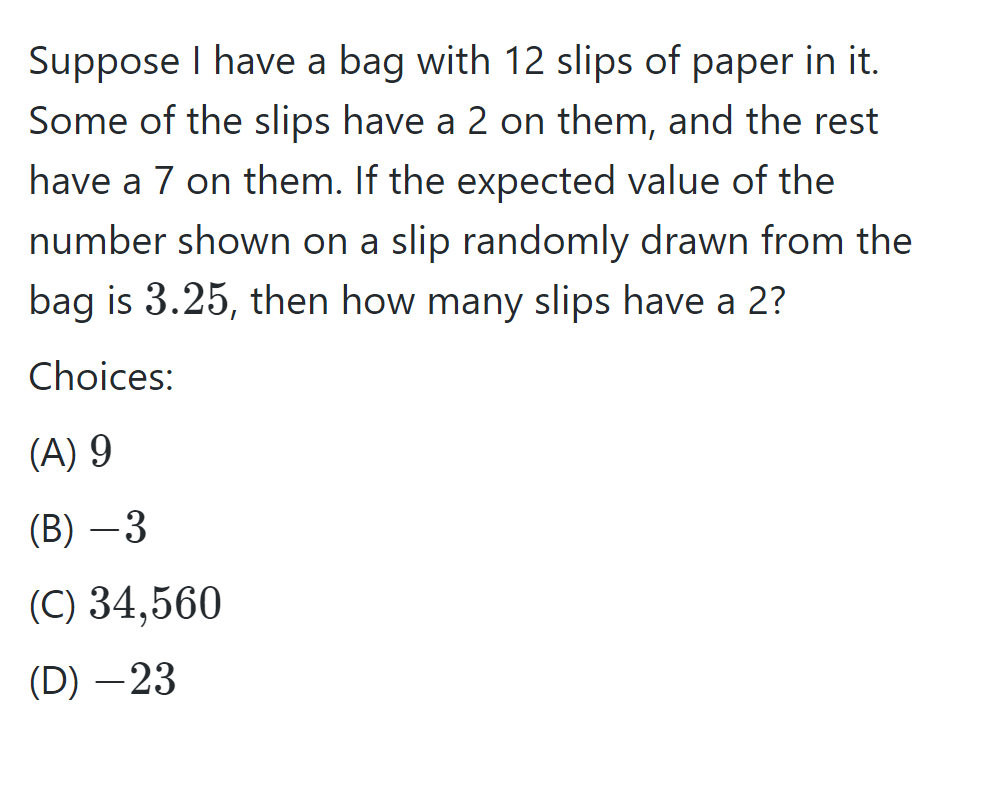 Suppose I have a bag with 12 slips of paper in it.
Some of the slips have a 2 on them, and the rest
have a 7 on them. If the expected value of the
number shown on a slip randomly drawn from the
bag is 3.25, then how many slips have a 2?
Choices:
(A) 9
(B) −3
(C) 34,560
(D) −23